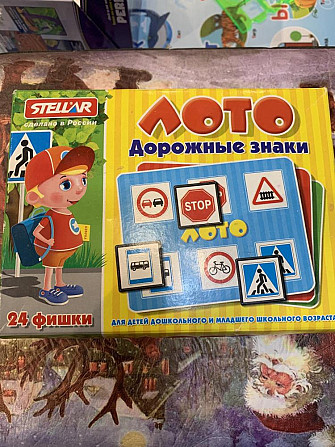 STELLAR
сделано в России
ЛОТО
Дорожные знаки
STOP
ЛОТО
24 фишки
ДЛЯ ДЕТЕЙ ДОШКОЛЬНОГО И МЛАДШЕГО ШКОЛЬНОГО ВОЗРАСТА